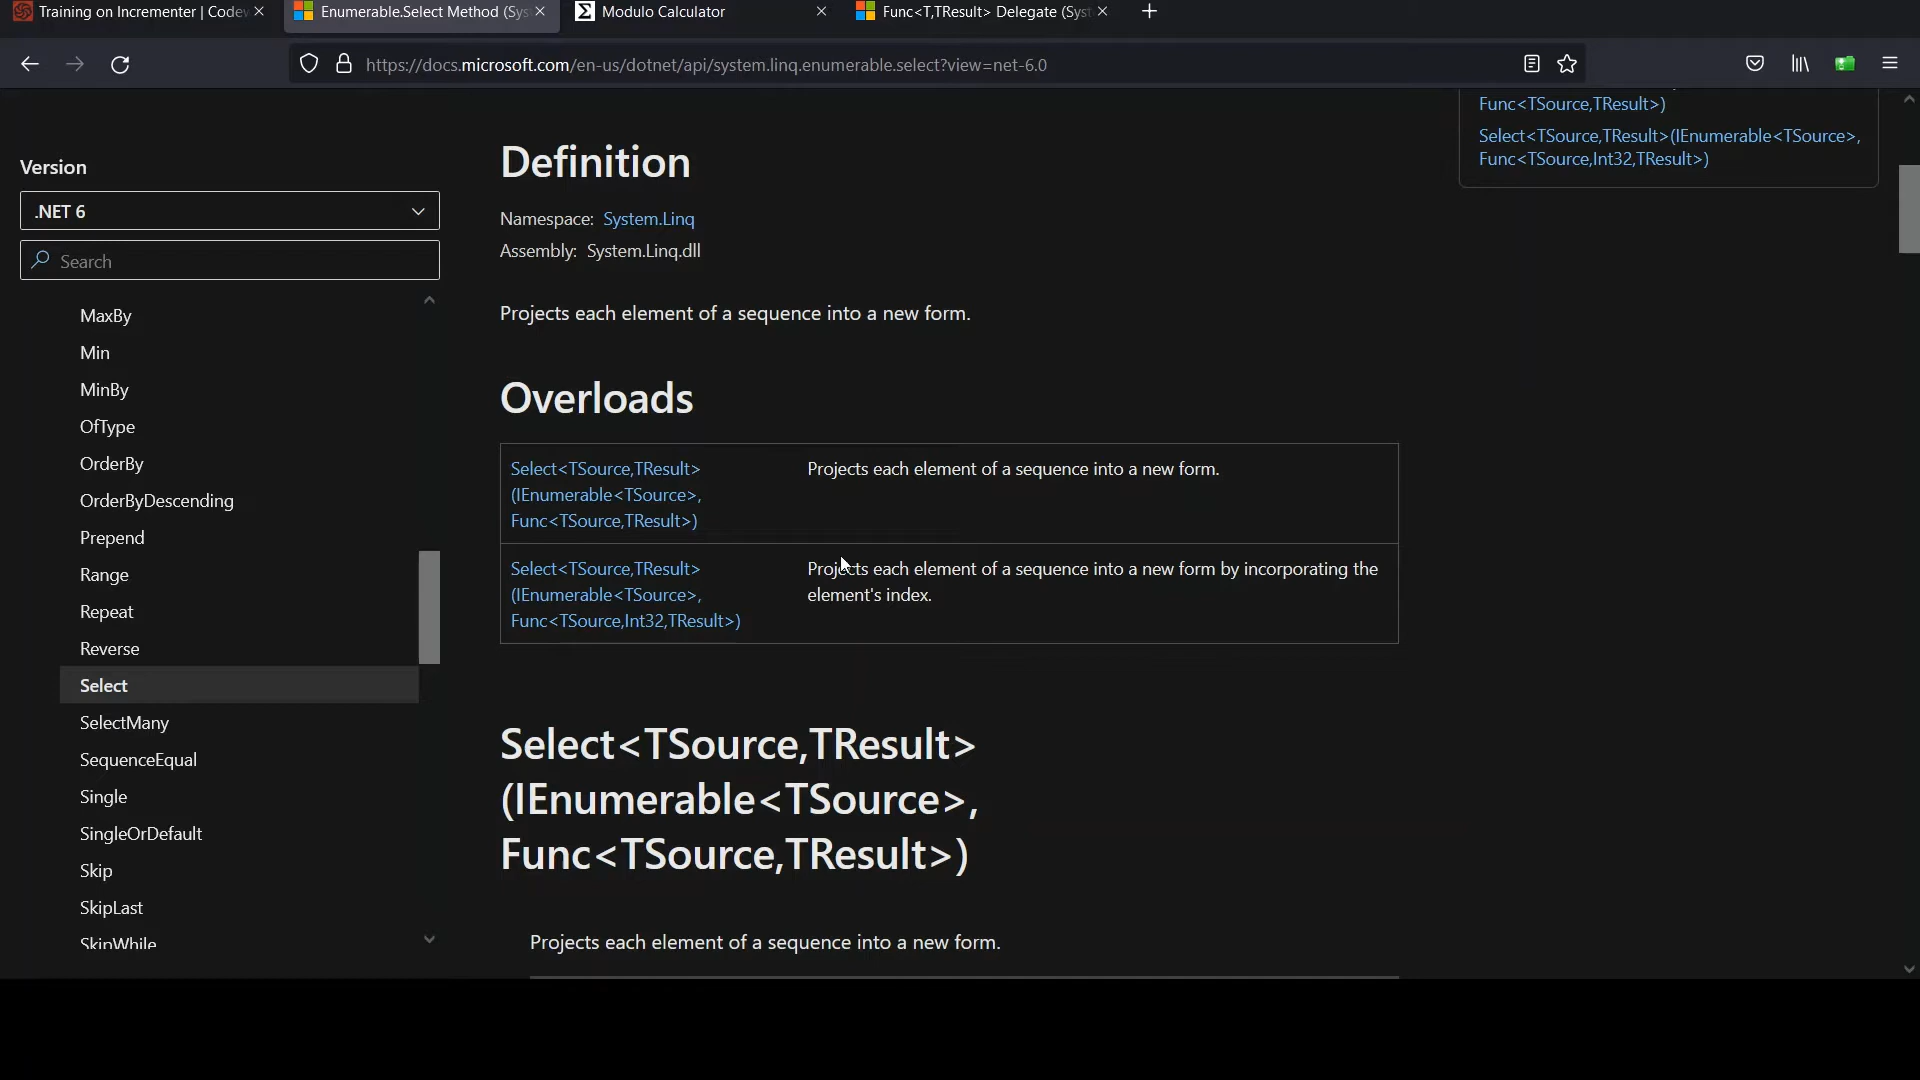 Training on Incrementer | Codew
Enumerable.Select Method (Sys
Modulo Calculator
Func<T,TResult> Delegate (Syst
https://docs.microsoft.com/en-us/dotnet/api/system.linq.enumerable.select?view=net-6.0
Func<TSource,TResult>)
Select<TSource,TResult>(IEnumerable<TSource>,
Func<TSource,Int32,TResult>)
Version
.NET 6
Search
MaxBy
Min
MinBy
OfType
OrderBy
OrderByDescending
Prepend
Range
Repeat
Reverse
Select
SelectMany
SequenceEqual
Single
SingleOrDefault
Skip
SkipLast
SkipWhile
Definition
Namespace: System.Linq
Assembly: System.Linq.dll
Projects each element of a sequence into a new form.
Overloads
Select<TSource,TResult>
(IEnumerable<TSource>,
Func<TSource,TResult>)
Projects each element of a sequence into a new form.
Select<TSource,TResult>
(IEnumerable<TSource>,
Func<TSource,Int32,TResult>)
Projects each element of a sequence into a new form by incorporating the
element's index.
Select<TSource,TResult>
(IEnumerable<TSource>,
Func<TSource,TResult>)
Projects each element of a sequence into a new form.